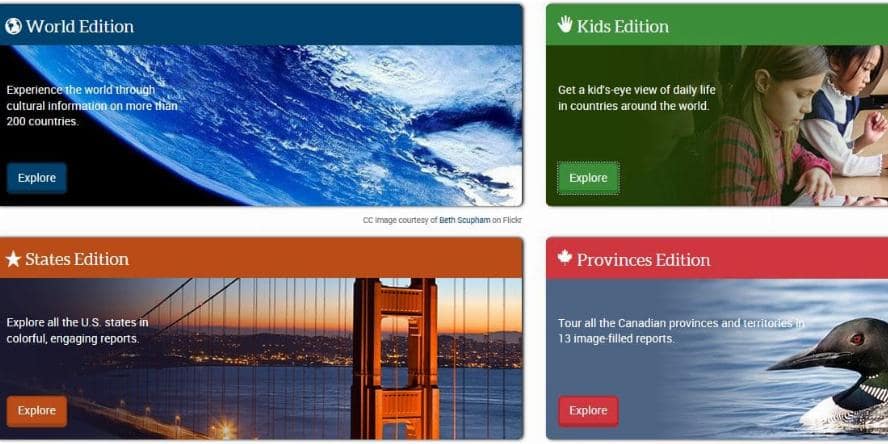 World Edition
Experience the world through
cultural information on more than
200 countries.
Explore
CC image courtesy of Beth Scupham on Flickr
Kids Edition
Get a kid's-eye view of daily life
in countries around the world.
Explore
States Edition
Explore all the U.S. states in
colorful, engaging reports.
Explore
Provinces Edition
Tour all the Canadian provinces and territories in
13 image-filled reports.
Explore